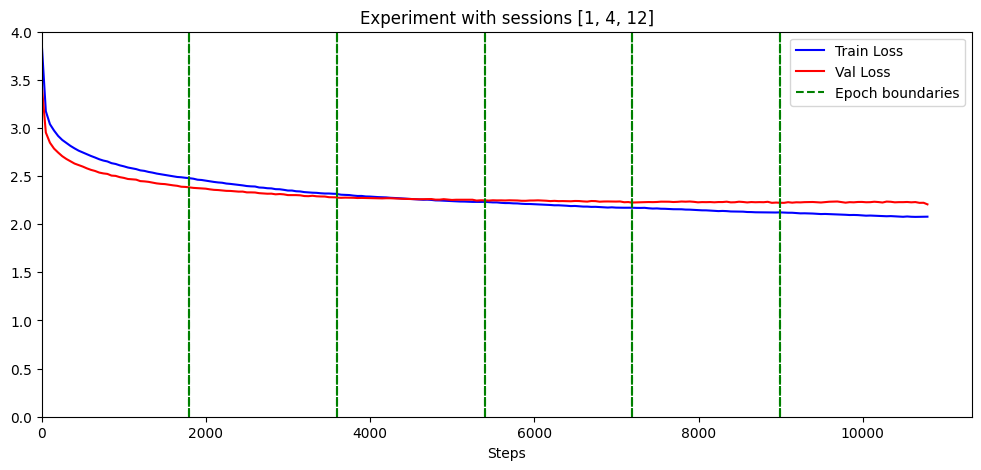 Experiment with sessions [1, 4, 12]
4.0
3.5
3.0
2.5
2.0
1.5
1.0
0.5
0.0
Train Loss
Val Loss
Epoch boundaries
0 2000 4000 6000 8000 10000
Steps